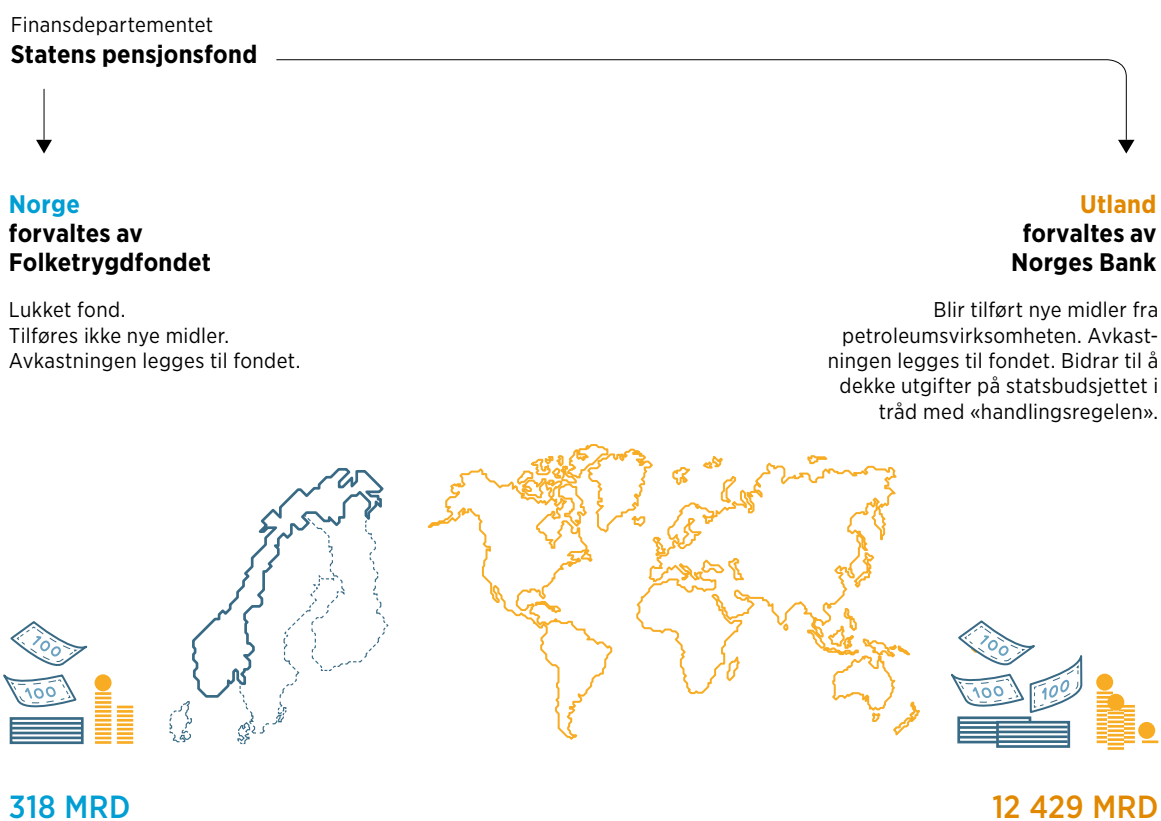 Finansdepartementet
Statens pensjonsfond
Norge
forvaltes av
Folketrygdfondet
Lukket fond.
Tilføres ikke nye midler.
Avkastningen legges til fondet.
Utland
forvaltes av
Norges Bank
Blir tilført nye midler fra
petroleumsvirksomheten. Avkast-
ningen legges til fondet. Bidrar til å
dekke utgifter på statsbudsjettet i
tråd med «handlingsregelen».
100
100
100
100
100
318 MRD
12 429 MRD